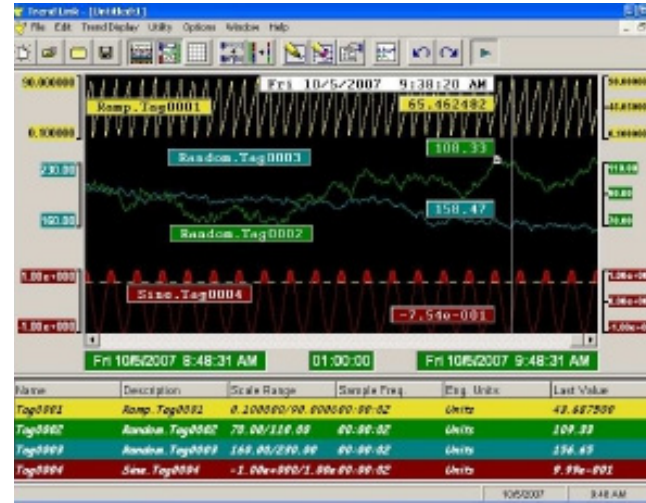 TrendLink - [Untitled:1]
File Edit TrendDisplay Utility Options Window Help
Fri 10/5/2007 9:38:20 AM
90.000000
Ramp.Tag0001
65.462482
0.100000
108.33
Random.Tag0003
230.00
110.00
90.00
158.47
160.00
70.00
Random.Tag0002
1.00e+000
Sine.Tag0004
-7.54e-001
-1.00e+000
Fri 10/5/2007 8:48:31 AM 01:00:00 Fri 10/5/2007 9:48:31 AM
Name Description Scale Range Sample Freq. Eng. Units Last Value
Tag0001 Ramp.Tag0001 0.100000/90.000000:00:02 Units 43.687500
Tag0002 Random.Tag0002 70.00/110.00 00:00:02 Units 109.33
Tag0003 Random.Tag0003 160.00/230.00 00:00:02 Units 156.65
Tag0004 Sine.Tag0004 -1.00e+000/1.00e 00:00:02 Units 9.99e-001
10/5/2007 9:48 AM